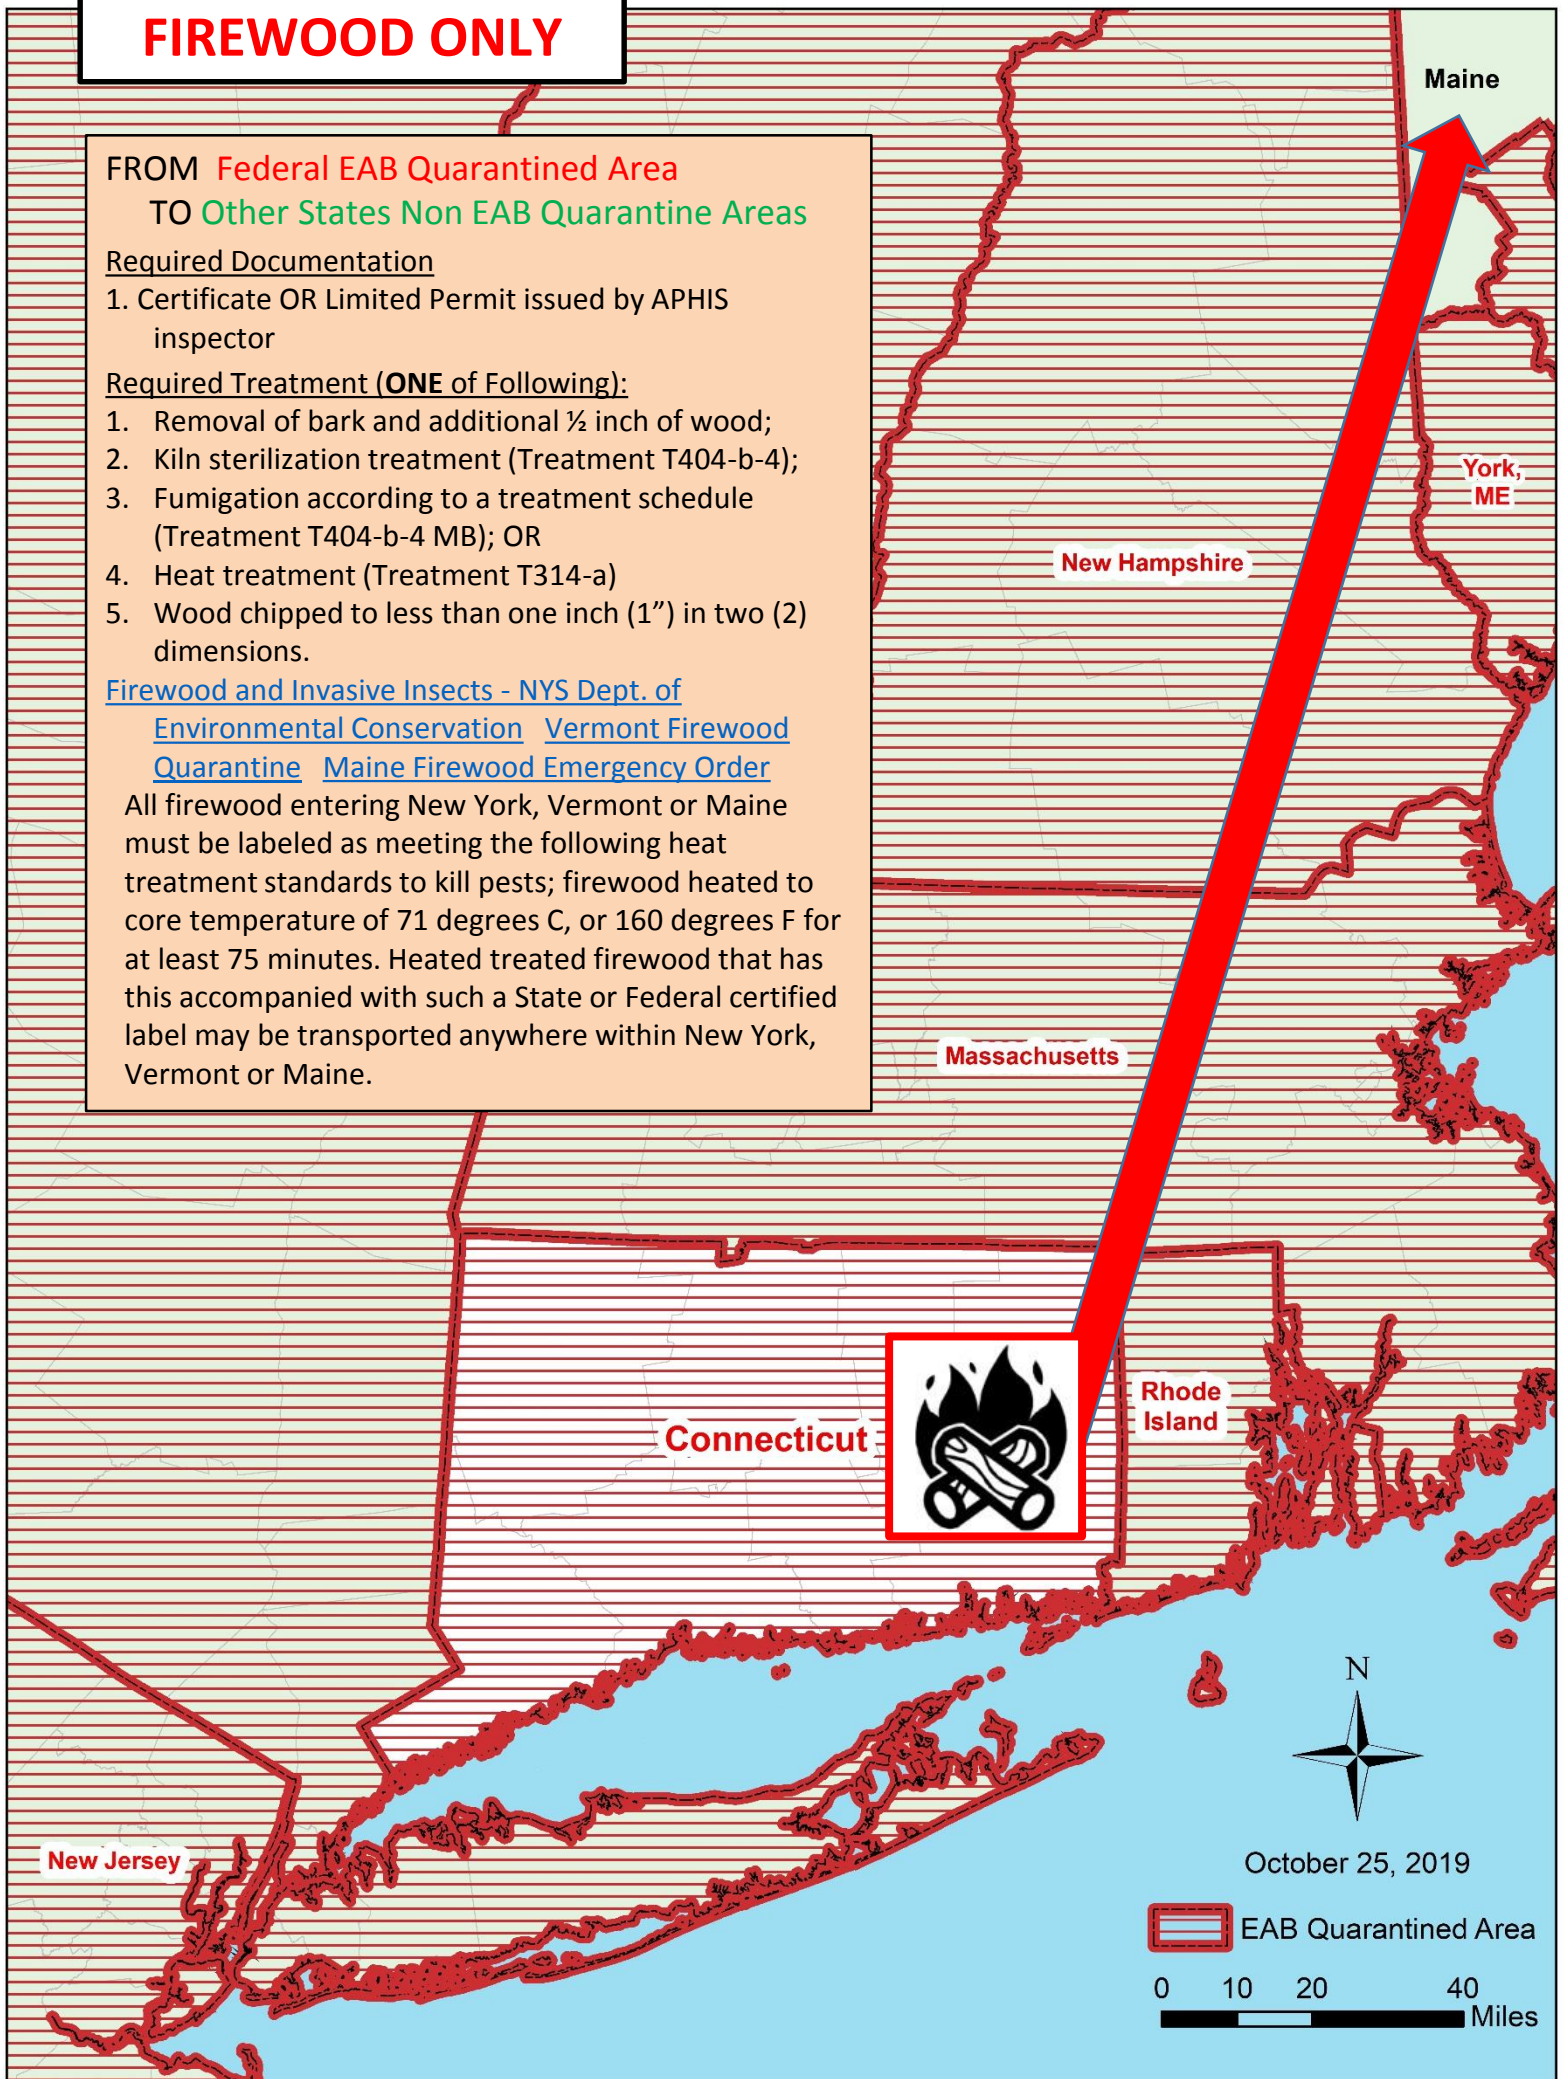 FIREWOOD ONLY
FROM Federal EAB Quarantined Area
TO Other States Non EAB Quarantine Areas
Required Documentation
1. Certificate OR Limited Permit issued by APHIS
inspector
Required Treatment (ONE of Following):
1. Removal of bark and additional ½ inch of wood;
2. Kiln sterilization treatment (Treatment T404-b-4);
3. Fumigation according to a treatment schedule
(Treatment T404-b-4 MB); OR
4. Heat treatment (Treatment T314-a)
5. Wood chipped to less than one inch (1”) in two (2)
dimensions.
Firewood and Invasive Insects - NYS Dept. of
Environmental Conservation Vermont Firewood
Quarantine Maine Firewood Emergency Order
All firewood entering New York, Vermont or Maine
must be labeled as meeting the following heat
treatment standards to kill pests; firewood heated to
core temperature of 71 degrees C, or 160 degrees F for
at least 75 minutes. Heated treated firewood that has
this accompanied with such a State or Federal certified
label may be transported anywhere within New York,
Vermont or Maine.
Maine
York,
ME
New Hampshire
Massachusetts
Rhode
Island
Connecticut
New Jersey
N
October 25, 2019
EAB Quarantined Area
0 10 20 40
Miles